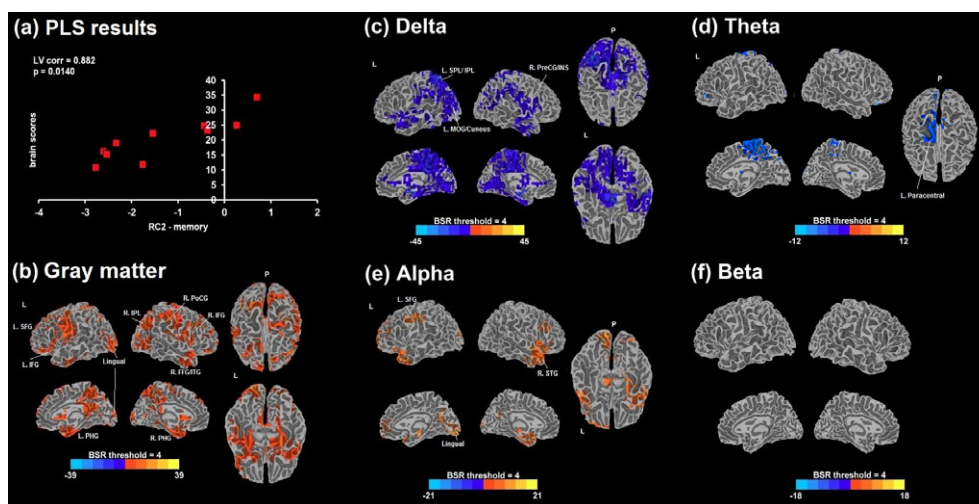 (a) PLS results
LV corr = 0.882
p = 0.0140
brain scores
40
35
30
25
20
15
10
5
0
-4 -3 -2 -1 0 1 2
RC2 - memory
(b) Gray matter
L
P
R. PoCG
R. IPL
R. IFG
L. SFG
L. IFG
Lingual
R. FFG/ITG
L
L. PHG
R. PHG
BSR threshold = 4
-39 39
(c) Delta
P
L
L. SPL/IPL
R. PreCG/INS
L. MOG/Cuneus
L
BSR threshold = 4
-45 45
(d) Theta
L
P
L. Paracentral
BSR threshold = 4
-12 12
(e) Alpha
L. SFG
L
P
R. STG
Lingual
L
BSR threshold = 4
-21 21
(f) Beta
BSR threshold = 4
-18 18